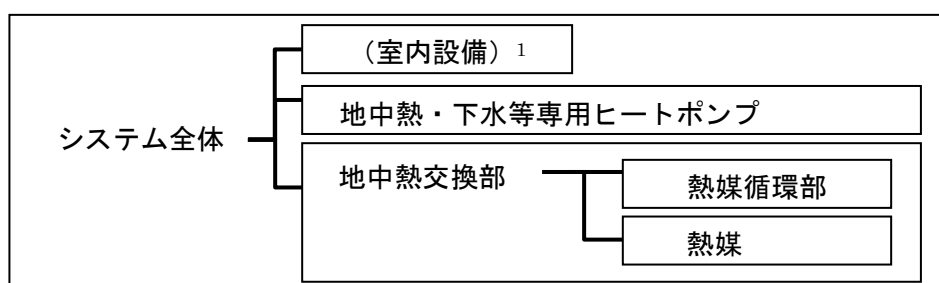 （室内設備）1
地中熱・下水等専用ヒートポンプ
システム全体
地中熱交換部
熱媒循環部
熱媒